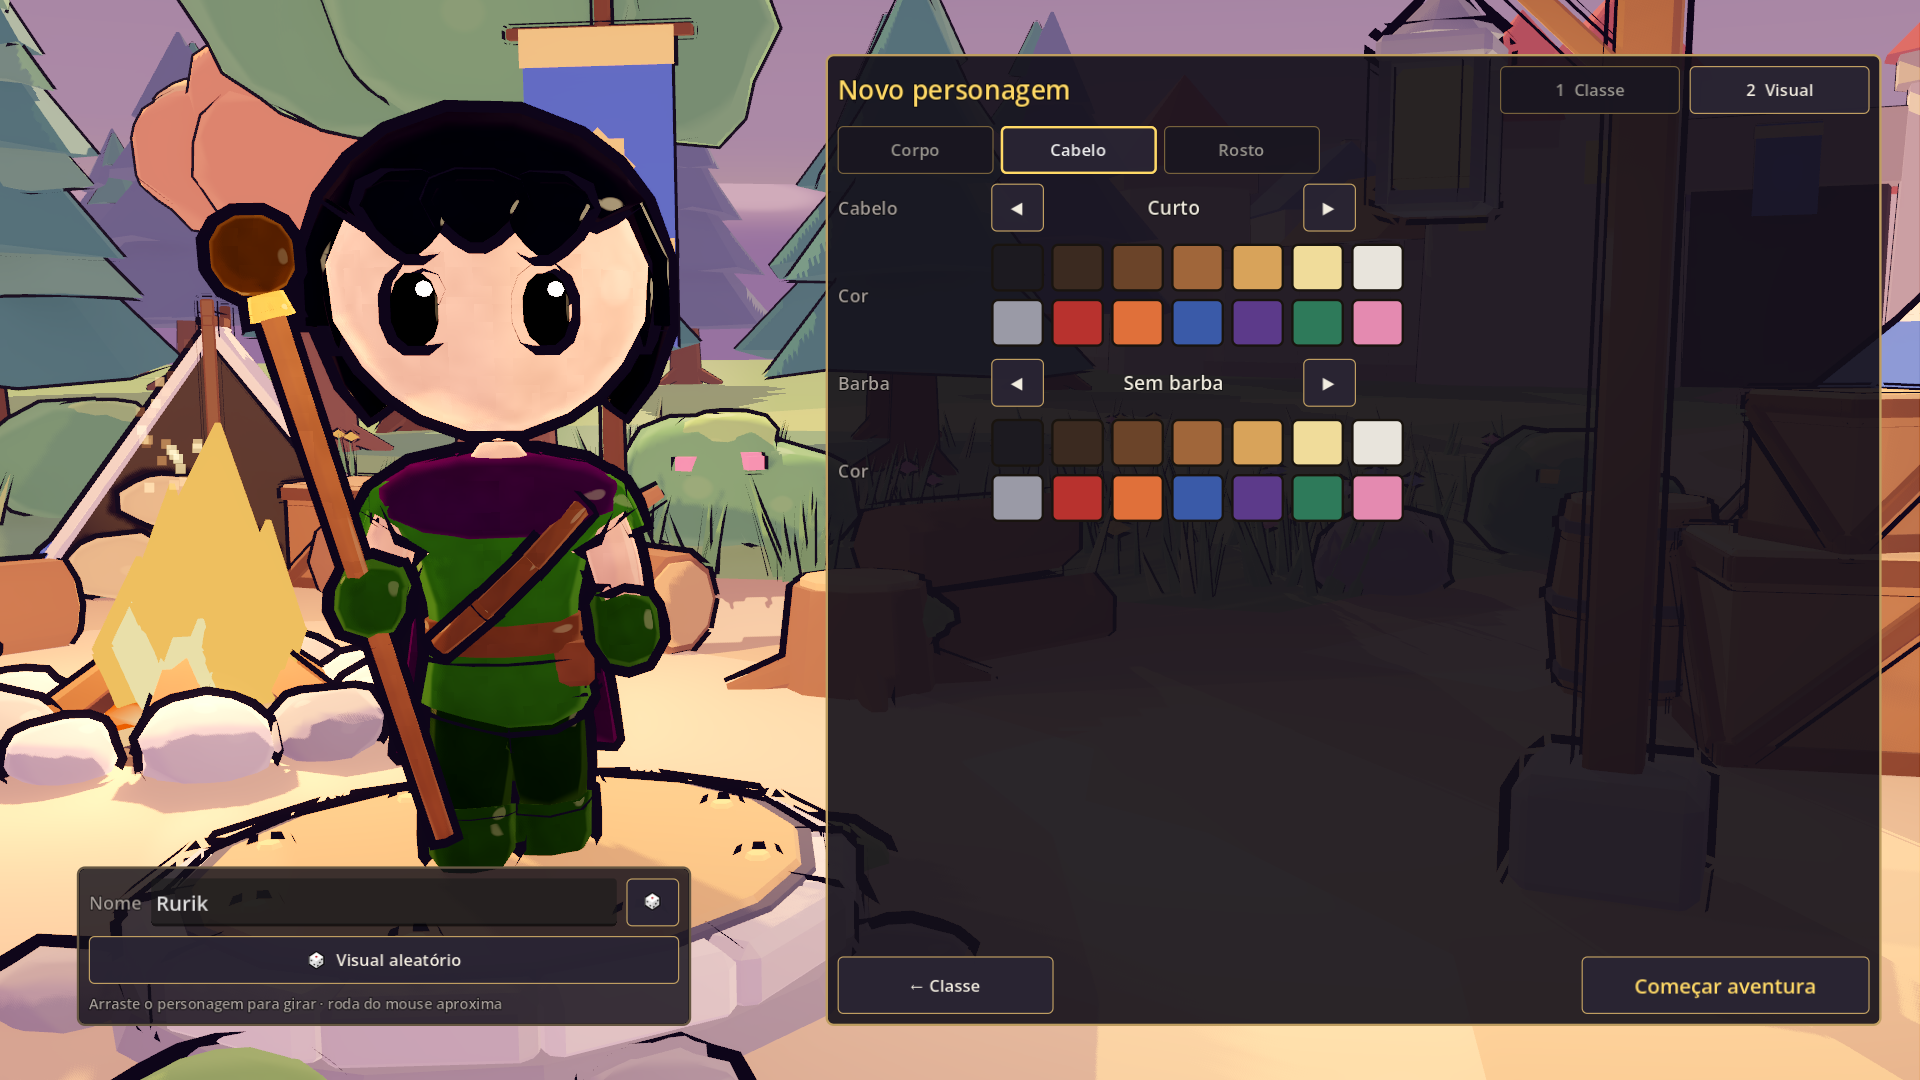 Novo personagem
1 Classe
2 Visual
Corpo
Cabelo
Rosto
Cabelo
◄
Curto
►
Cor
Barba
◄
Sem barba
►
Cor
Nome Rurik
Visual aleatório
Arraste o personagem para girar · roda do mouse aproxima
← Classe
Começar aventura